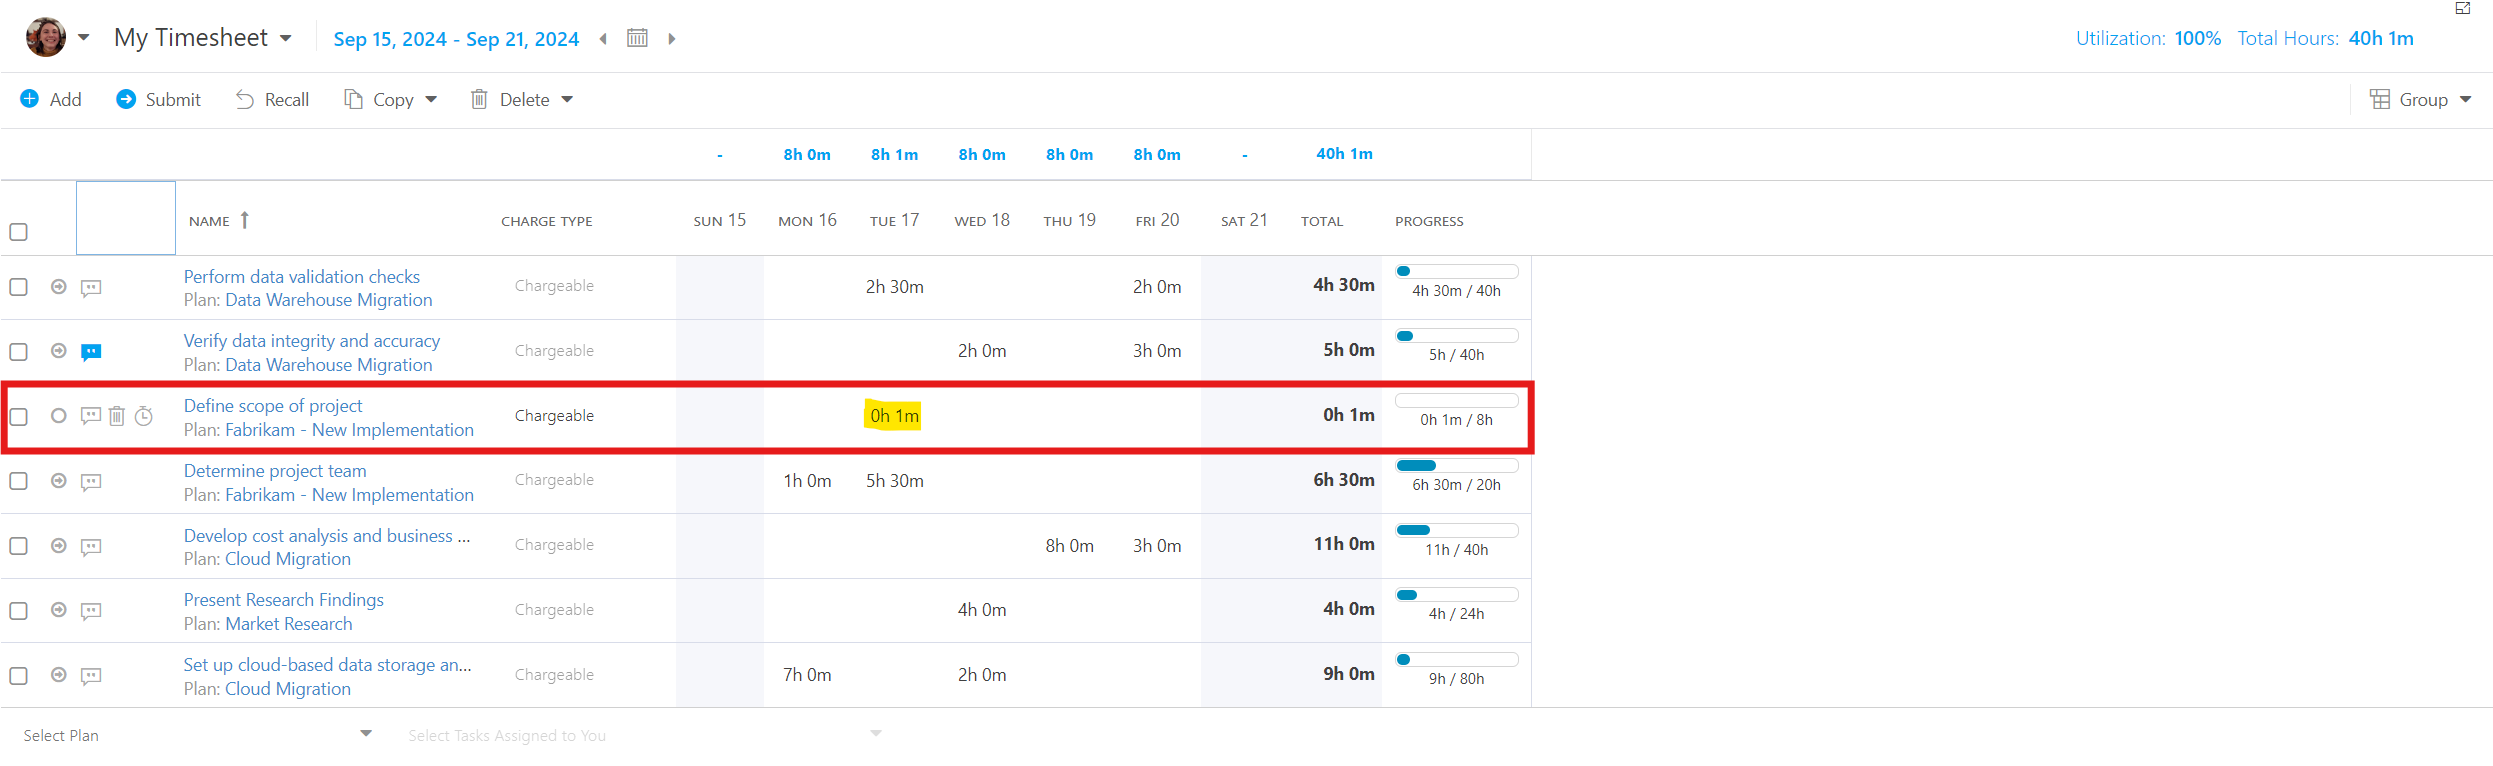 My Timesheet Sep 15, 2024 - Sep 21, 2024 Utilization: 100% Total Hours: 40h 1m
Add Submit Recall Copy Delete Group
- 8h 0m 8h 1m 8h 0m 8h 0m 8h 0m - 40h 1m
NAME CHARGE TYPE SUN 15 MON 16 TUE 17 WED 18 THU 19 FRI 20 SAT 21 TOTAL PROGRESS
Perform data validation checks Chargeable 2h 30m 2h 0m 4h 30m
Plan: Data Warehouse Migration 4h 30m / 40h
Verify data integrity and accuracy Chargeable 2h 0m 3h 0m 5h 0m
Plan: Data Warehouse Migration 5h / 40h
Define scope of project Chargeable 0h 1m 0h 1m
Plan: Fabrikam - New Implementation 0h 1m / 8h
Determine project team Chargeable 1h 0m 5h 30m 6h 30m
Plan: Fabrikam - New Implementation 6h 30m / 20h
Develop cost analysis and business ... Chargeable 8h 0m 3h 0m 11h 0m
Plan: Cloud Migration 11h / 40h
Present Research Findings Chargeable 4h 0m 4h 0m
Plan: Market Research 4h / 24h
Set up cloud-based data storage an... Chargeable 7h 0m 2h 0m 9h 0m
Plan: Cloud Migration 9h / 80h
Select Plan Select Tasks Assigned to You